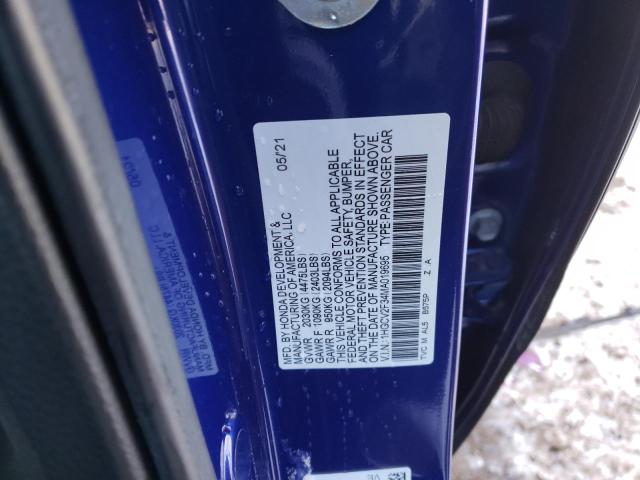 MFD. BY HONDA DEVELOPMENT &
MANUFACTURING OF AMERICA, LLC 05/21
GVWR 2030KG(4475LBS)
GAWR F 1090KG(2403LBS)
GAWR R 950KG(2094LBS)
THIS VEHICLE CONFORMS TO ALL APPLICABLE
FEDERAL MOTOR VEHICLE SAFETY, BUMPER,
AND THEFT PREVENTION STANDARDS IN EFFECT
ON THE DATE OF MANUFACTURE SHOWN ABOVE.
V.I.N.:1HGCV2F34MA019695 TYPE:PASSENGER CAR
TVC M AL5 B575P Z A